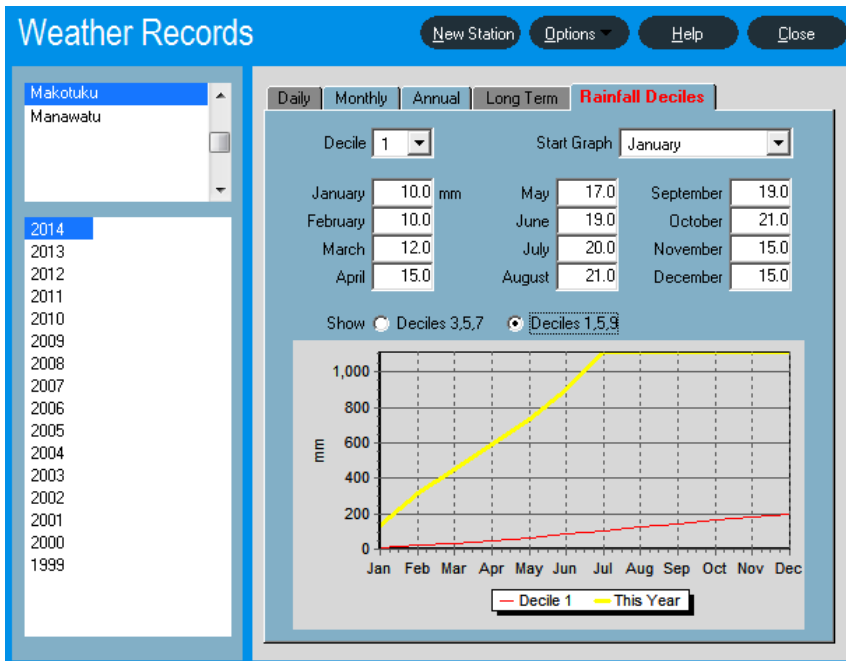 Weather Records
New Station Options Help Close
Makotuku
Manawatu
2014
2013
2012
2011
2010
2009
2008
2007
2006
2005
2004
2003
2002
2001
2000
1999
Daily Monthly Annual Long Term Rainfall Deciles
Decile 1 Start Graph January
January 10.0 mm May 17.0 September 19.0
February 10.0 June 19.0 October 21.0
March 12.0 July 20.0 November 15.0
April 15.0 August 21.0 December 15.0
Show Deciles 3,5,7 Deciles 1,5,9
1,000
800
600
400
200
0
mm
Jan Feb Mar Apr May Jun Jul Aug Sep Oct Nov Dec
Decile 1 This Year